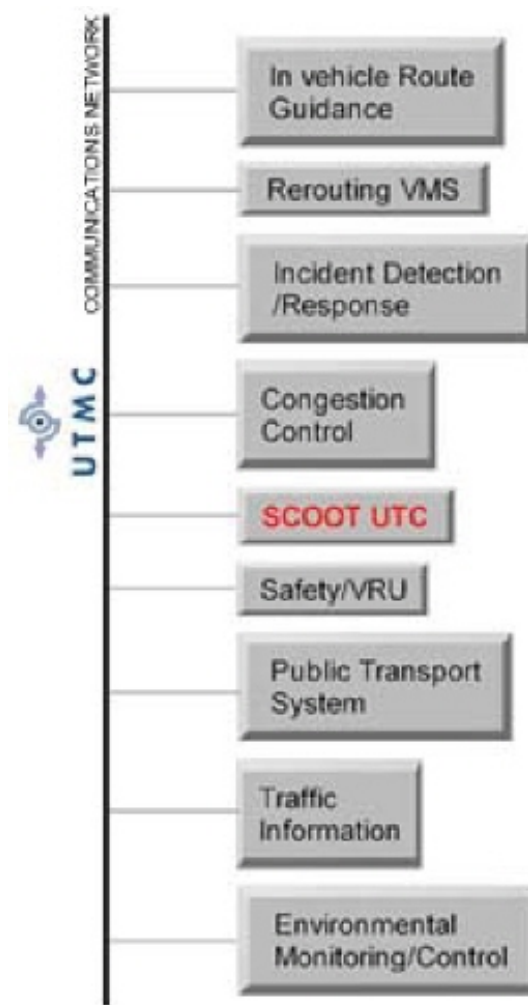 COMMUNICATIONS NETWORK
UTMC
In vehicle Route
Guidance
Rerouting VMS
Incident Detection
/Response
Congestion
Control
SCOOT UTC
Safety/VRU
Public Transport
System
Traffic
Information
Environmental
Monitoring/Control